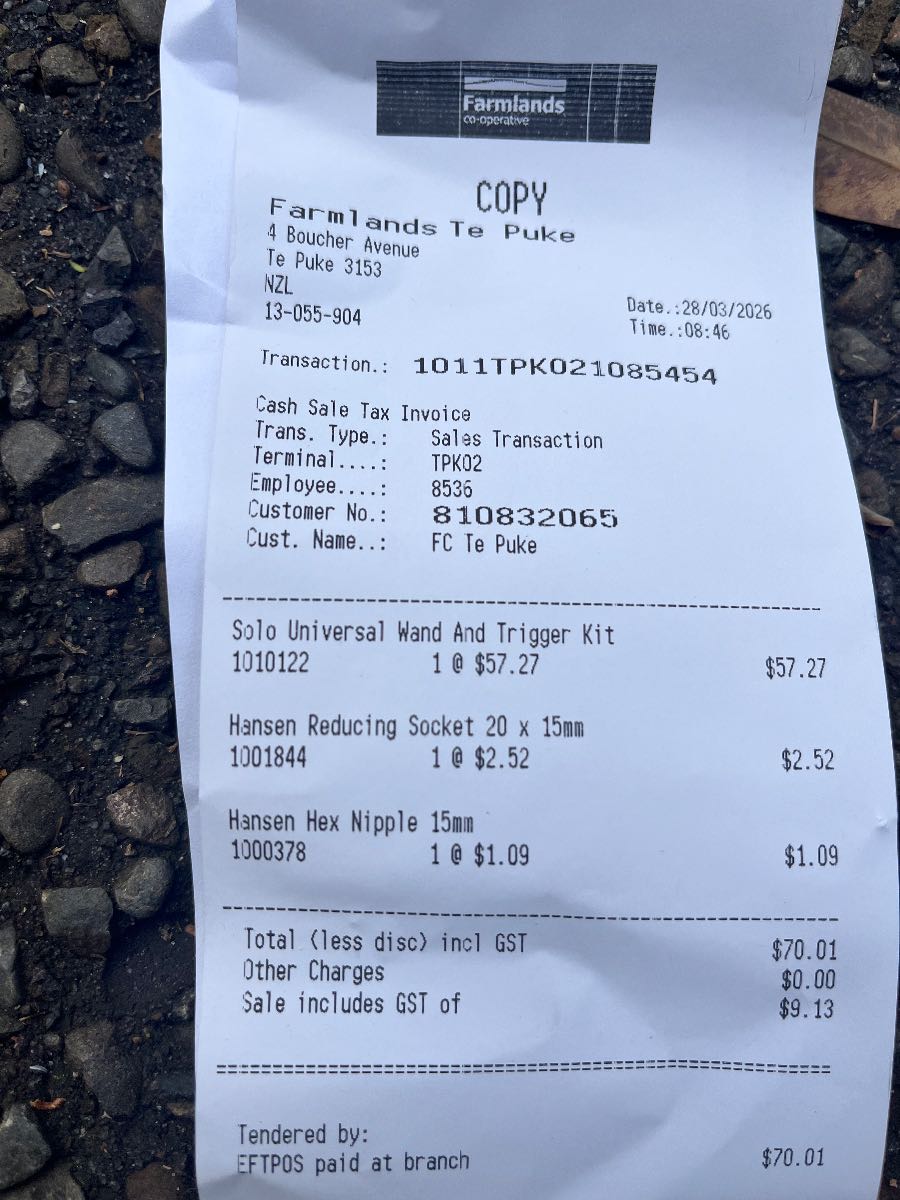 Farmlands
co-operative
COPY
Farmlands Te Puke
4 Boucher Avenue
Te Puke 3153
NZL
13-055-904
Date.:28/03/2026
Time.:08:46
Transaction.: 1011TPK021085454
Cash Sale Tax Invoice
Trans. Type.: Sales Transaction
Terminal....: TPK02
Employee....: 8536
Customer No.: 810832065
Cust. Name..: FC Te Puke
Solo Universal Wand And Trigger Kit
1010122 1 @ $57.27 $57.27
Hansen Reducing Socket 20 x 15mm
1001844 1 @ $2.52 $2.52
Hansen Hex Nipple 15mm
1000378 1 @ $1.09 $1.09
Total (less disc) incl GST $70.01
Other Charges $0.00
Sale includes GST of $9.13
Tendered by:
EFTPOS paid at branch $70.01